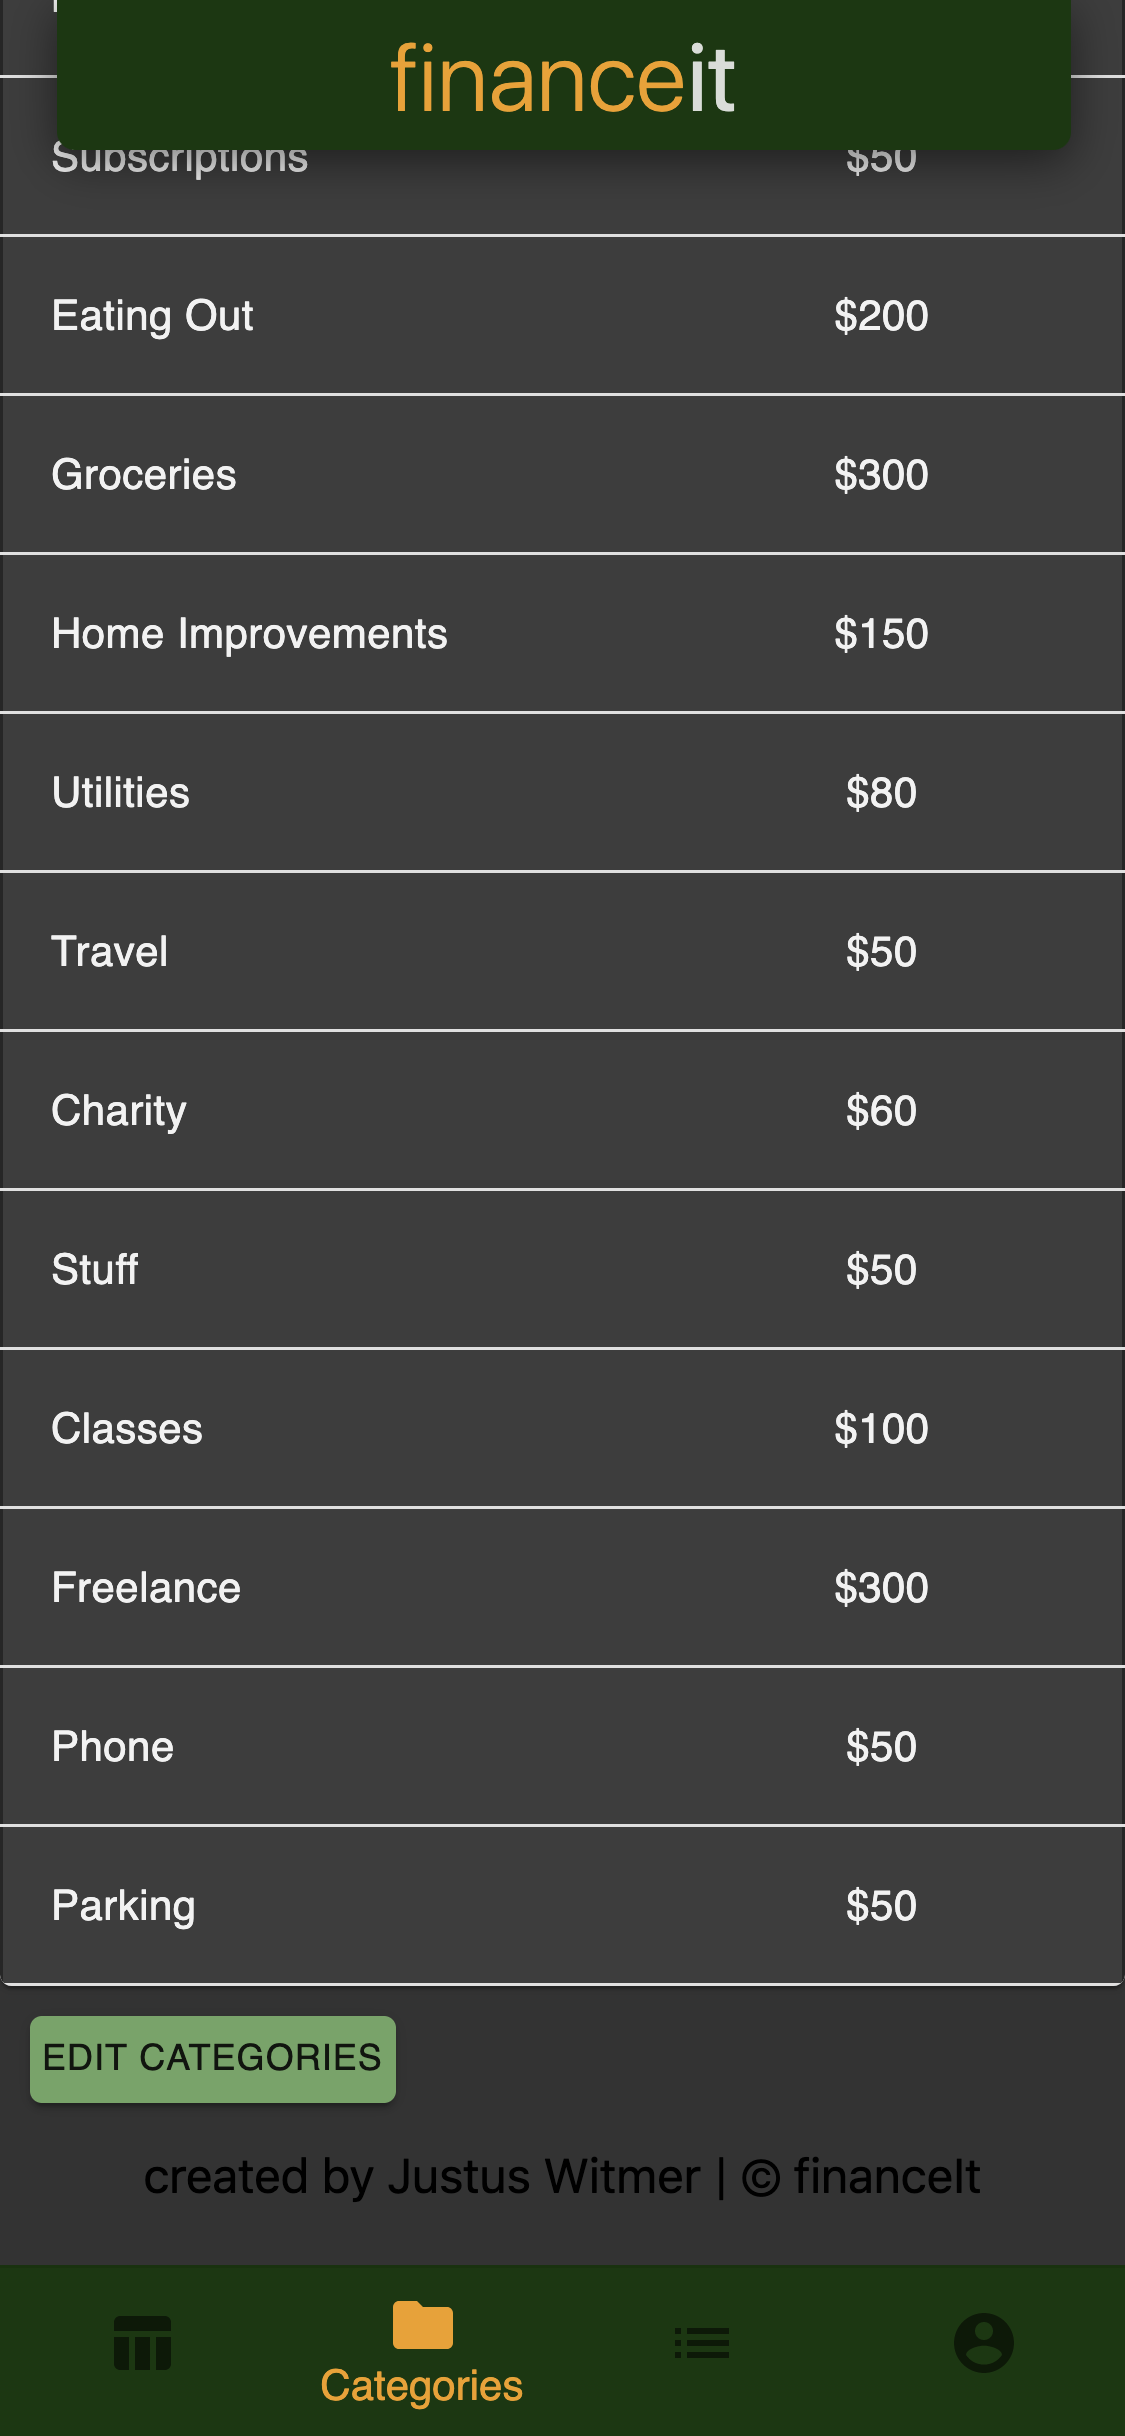 financeit
Subscriptions $50
Eating Out $200
Groceries $300
Home Improvements $150
Utilities $80
Travel $50
Charity $60
Stuff $50
Classes $100
Freelance $300
Phone $50
Parking $50
EDIT CATEGORIES
created by Justus Witmer | © financeIt
Categories